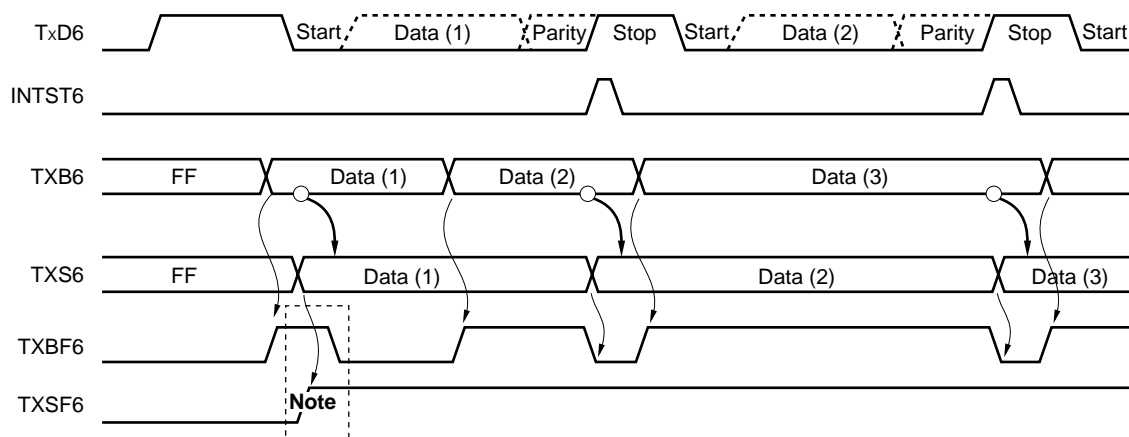 TxD6 Start Data (1) Parity Stop Start Data (2) Parity Stop Start
INTST6
TXB6 FF Data (1) Data (2) Data (3)
TXS6 FF Data (1) Data (2) Data (3)
TXBF6
TXSF6 Note